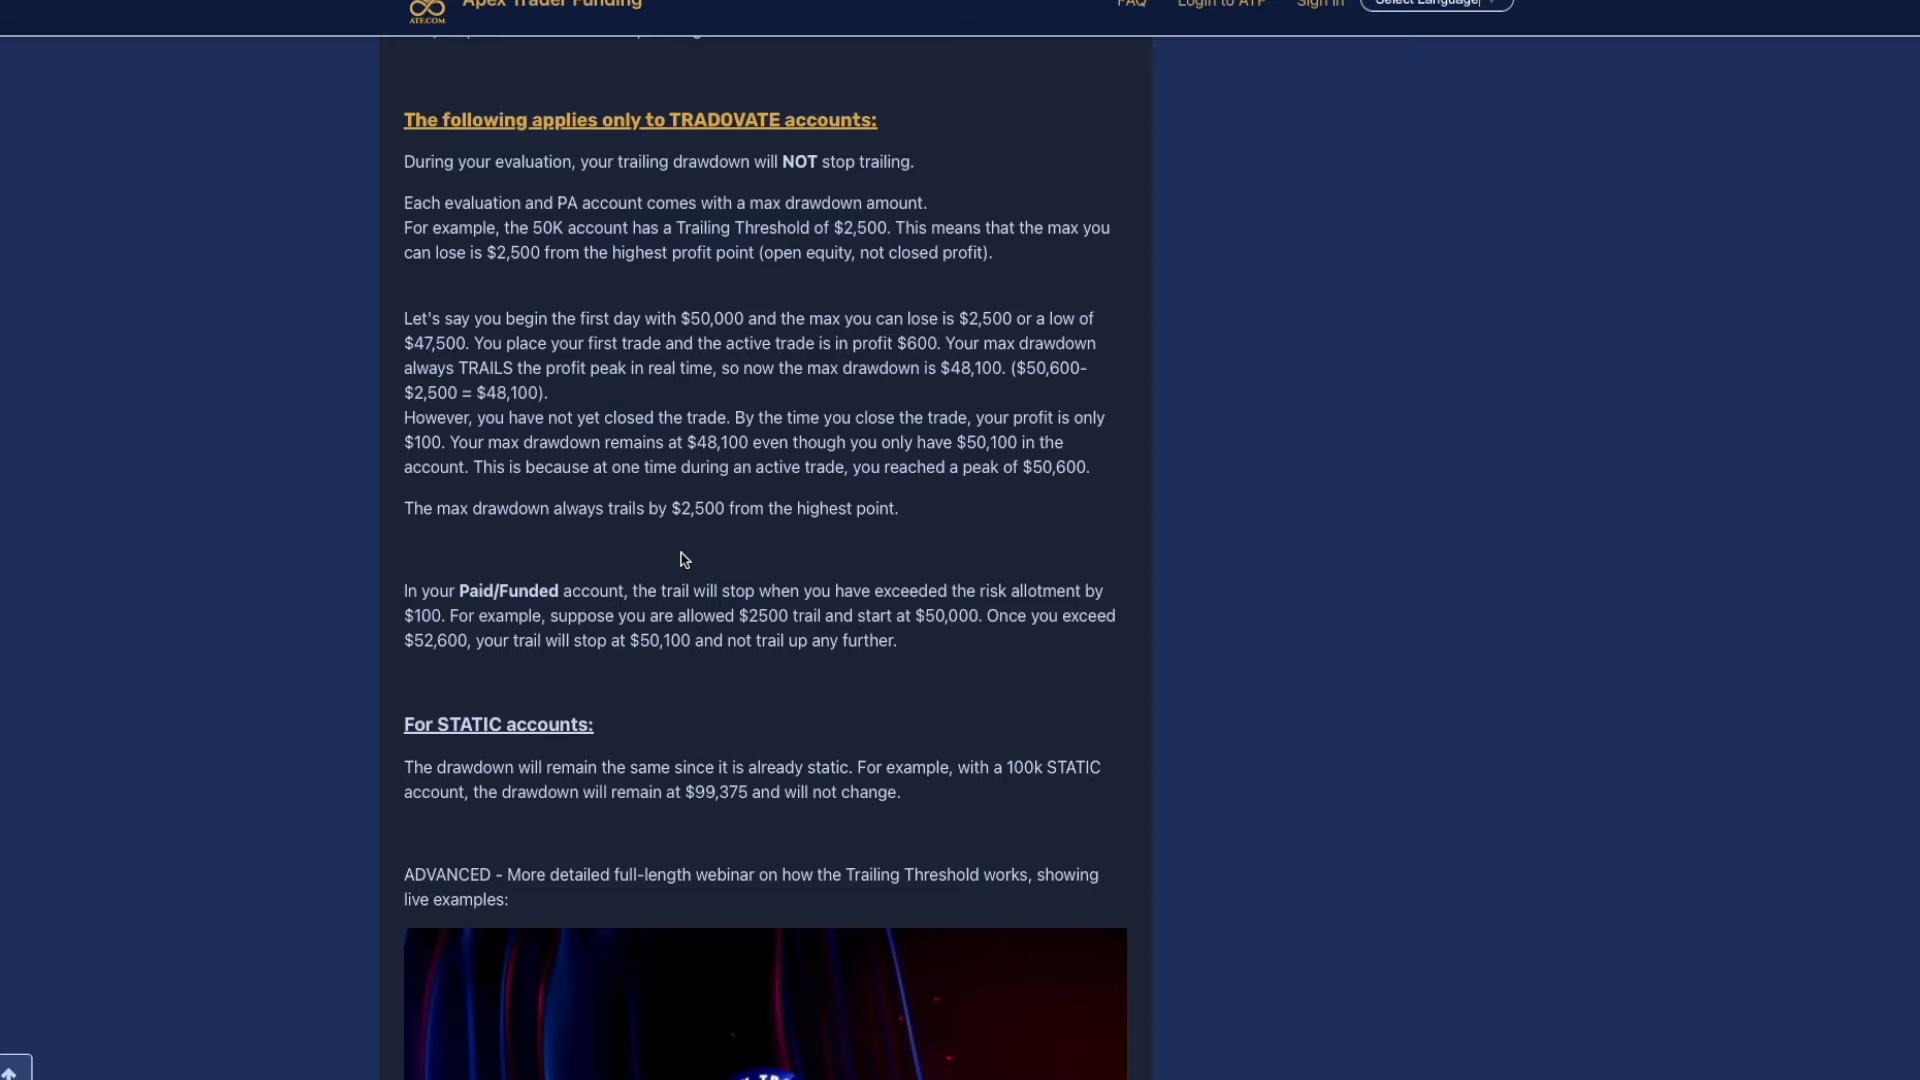 Apex Trader Funding
FAQ Login to ATF Sign In Select Language
ATF.COM
The following applies only to TRADOVATE accounts:
During your evaluation, your trailing drawdown will NOT stop trailing.
Each evaluation and PA account comes with a max drawdown amount.
For example, the 50K account has a Trailing Threshold of $2,500. This means that the max you
can lose is $2,500 from the highest profit point (open equity, not closed profit).
Let's say you begin the first day with $50,000 and the max you can lose is $2,500 or a low of
$47,500. You place your first trade and the active trade is in profit $600. Your max drawdown
always TRAILS the profit peak in real time, so now the max drawdown is $48,100. ($50,600-
$2,500 = $48,100).
However, you have not yet closed the trade. By the time you close the trade, your profit is only
$100. Your max drawdown remains at $48,100 even though you only have $50,100 in the
account. This is because at one time during an active trade, you reached a peak of $50,600.
The max drawdown always trails by $2,500 from the highest point.
In your Paid/Funded account, the trail will stop when you have exceeded the risk allotment by
$100. For example, suppose you are allowed $2500 trail and start at $50,000. Once you exceed
$52,600, your trail will stop at $50,100 and not trail up any further.
For STATIC accounts:
The drawdown will remain the same since it is already static. For example, with a 100k STATIC
account, the drawdown will remain at $99,375 and will not change.
ADVANCED - More detailed full-length webinar on how the Trailing Threshold works, showing
live examples: